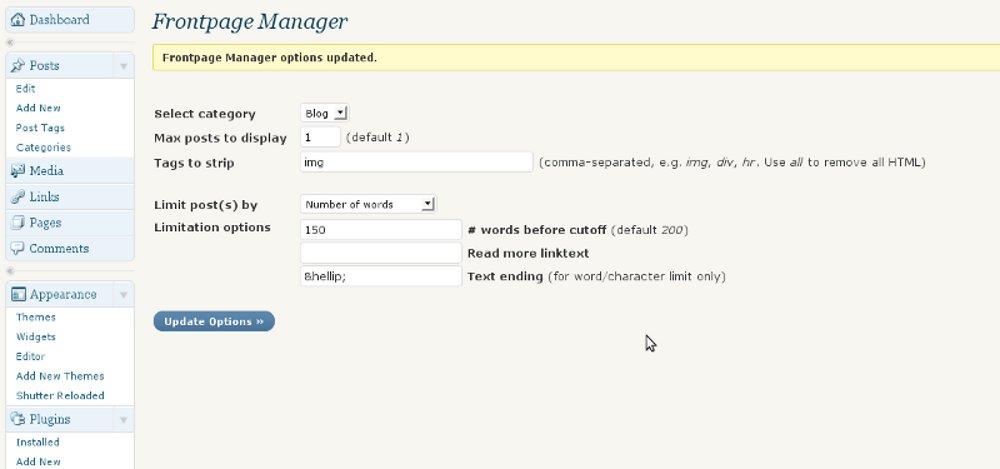 Dashboard
Posts
Edit
Add New
Post Tags
Categories
Media
Links
Pages
Comments
Appearance
Themes
Widgets
Editor
Add New Themes
Shutter Reloaded
Plugins
Installed
Add New
Frontpage Manager
Frontpage Manager options updated.
Select category Blog
Max posts to display 1 (default 1)
Tags to strip img (comma-separated, e.g. img, div, hr. Use all to remove all HTML)
Limit post(s) by Number of words
Limitation options 150 # words before cutoff (default 200)
Read more linktext
&hellip; Text ending (for word/character limit only)
Update Options »